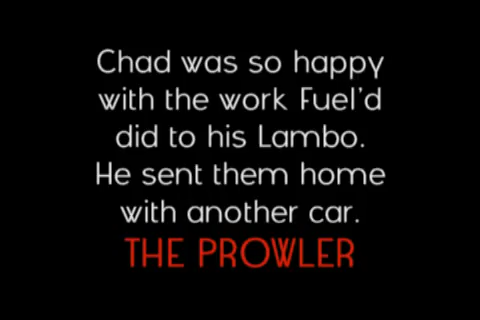 Chad was so happy
with the work Fuel'd
did to his Lambo.
He sent them home
with another car.
THE PROWLER